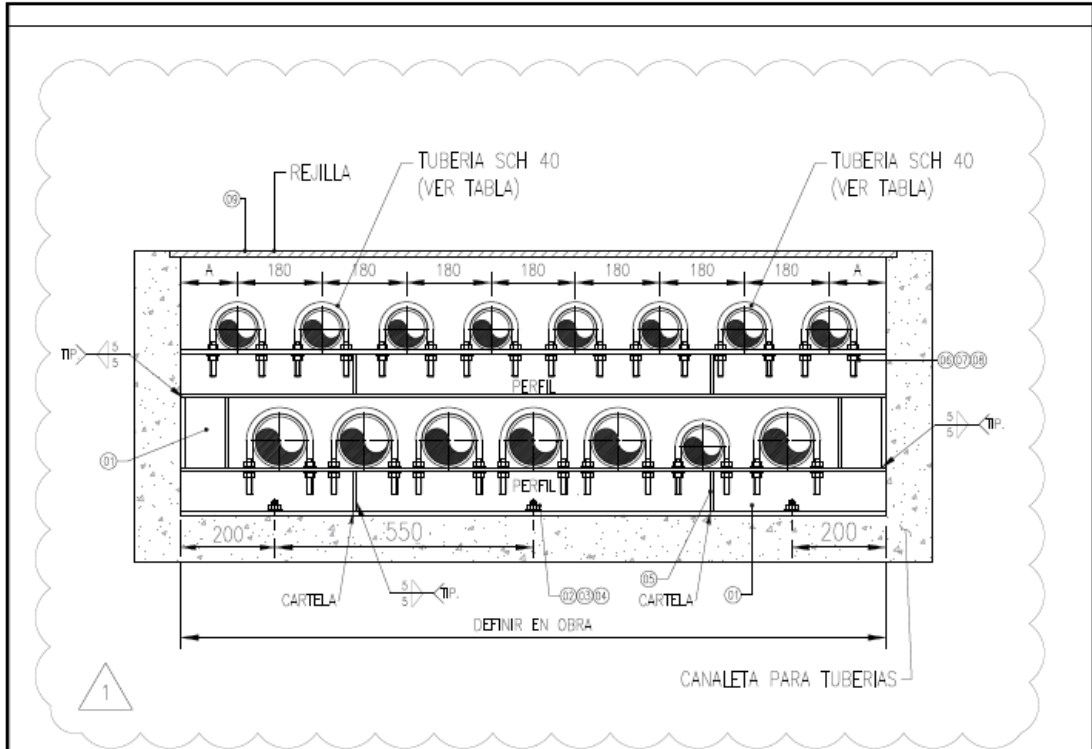 TUBERIA SCH 40
(VER TABLA)
TUBERIA SCH 40
(VER TABLA)
REJILLA
09
A 180 180 180 180 180 180 180 A
TIP. 5
5
PERFIL
06 07 08
5
5 TIP.
01
PERFIL
200 550 200
05
CARTELA
5
5 TIP.
02 03 04
CARTELA
01
DEFINIR EN OBRA
CANALETA PARA TUBERIAS
1